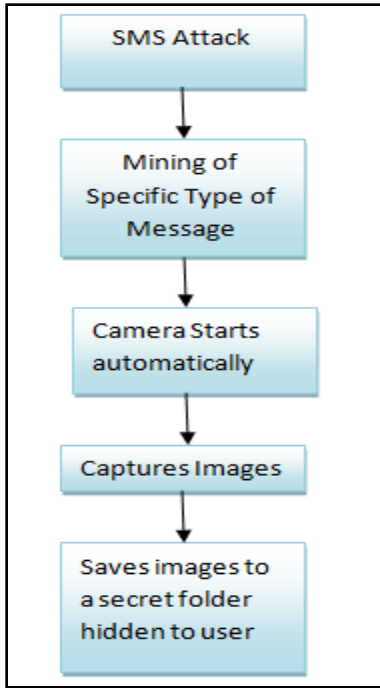 SMS Attack
Mining of
Specific Type of
Message
Camera Starts
automatically
Captures Images
Saves images to
a secret folder
hidden to user